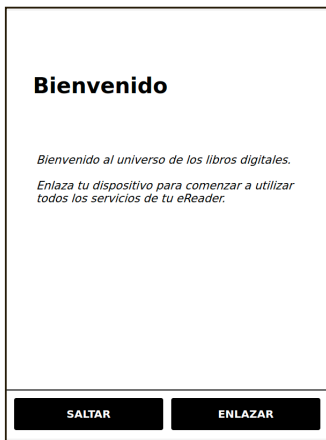 Bienvenido
Bienvenido al universo de los libros digitales.
Enlaza tu dispositivo para comenzar a utilizar
todos los servicios de tu eReader.
SALTAR
ENLAZAR